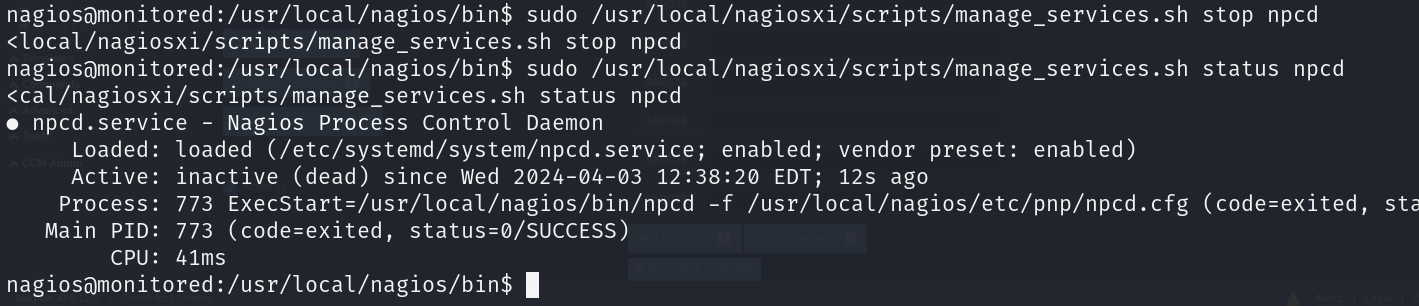 nagios@monitored:/usr/local/nagios/bin$ sudo /usr/local/nagiosxi/scripts/manage_services.sh stop npcd
<local/nagiosxi/scripts/manage_services.sh stop npcd
nagios@monitored:/usr/local/nagios/bin$ sudo /usr/local/nagiosxi/scripts/manage_services.sh status npcd
<cal/nagiosxi/scripts/manage_services.sh status npcd
● npcd.service - Nagios Process Control Daemon
     Loaded: loaded (/etc/systemd/system/npcd.service; enabled; vendor preset: enabled)
     Active: inactive (dead) since Wed 2024-04-03 12:38:20 EDT; 12s ago
    Process: 773 ExecStart=/usr/local/nagios/bin/npcd -f /usr/local/nagios/etc/pnp/npcd.cfg (code=exited, sta
   Main PID: 773 (code=exited, status=0/SUCCESS)
        CPU: 41ms
nagios@monitored:/usr/local/nagios/bin$